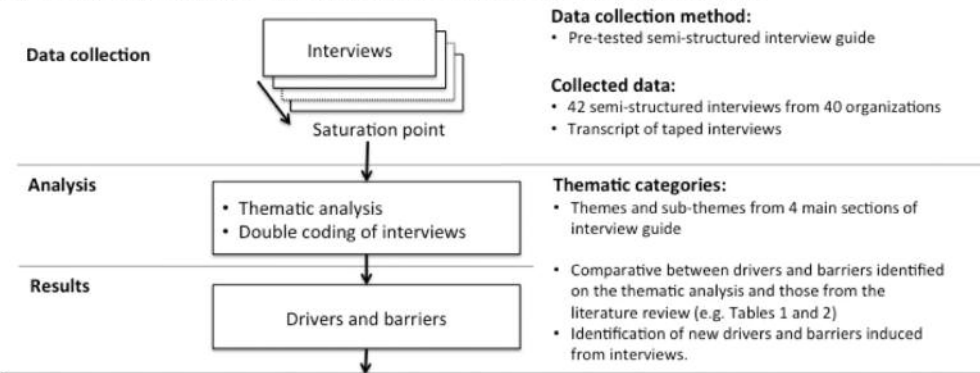 Data collection
Interviews
Saturation point
Data collection method:
• Pre-tested semi-structured interview guide
Collected data:
• 42 semi-structured interviews from 40 organizations
• Transcript of taped interviews
Analysis
• Thematic analysis
• Double coding of interviews
Thematic categories:
• Themes and sub-themes from 4 main sections of
interview guide
Results
Drivers and barriers
• Comparative between drivers and barriers identified
on the thematic analysis and those from the
literature review (e.g. Tables 1 and 2)
• Identification of new drivers and barriers induced
from interviews.